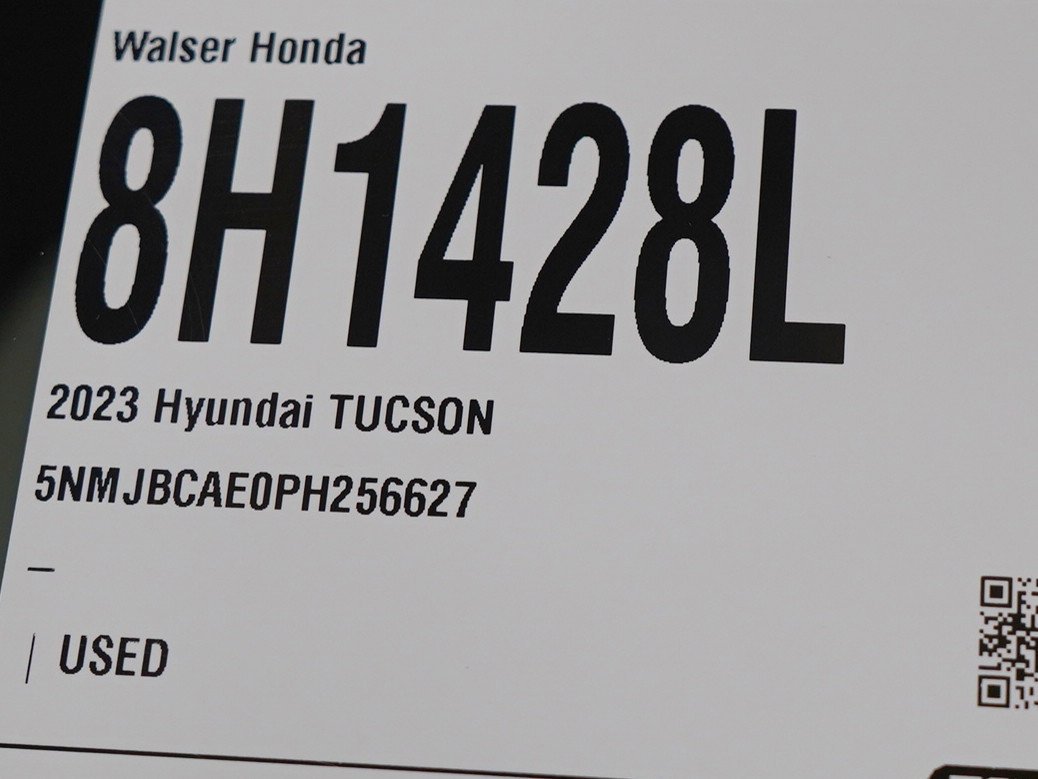 Walser Honda
8H1428L
2023 Hyundai TUCSON
5NMJBCAE0PH256627
–
| USED